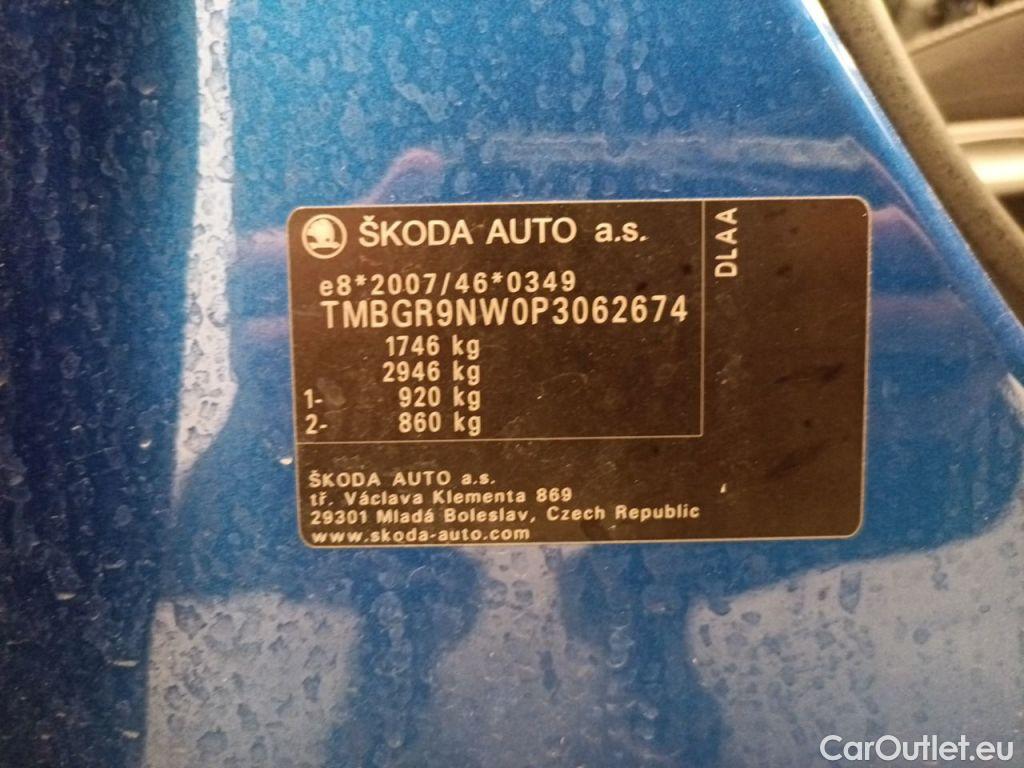 ŠKODA AUTO a.s.
DLAA
e8*2007/46*0349
TMBGR9NW0P3062674
1746 kg
2946 kg
1- 920 kg
2- 860 kg
ŠKODA AUTO a.s.
tř. Václava Klementa 869
29301 Mladá Boleslav, Czech Republic
www.skoda-auto.com
CarOutlet.eu